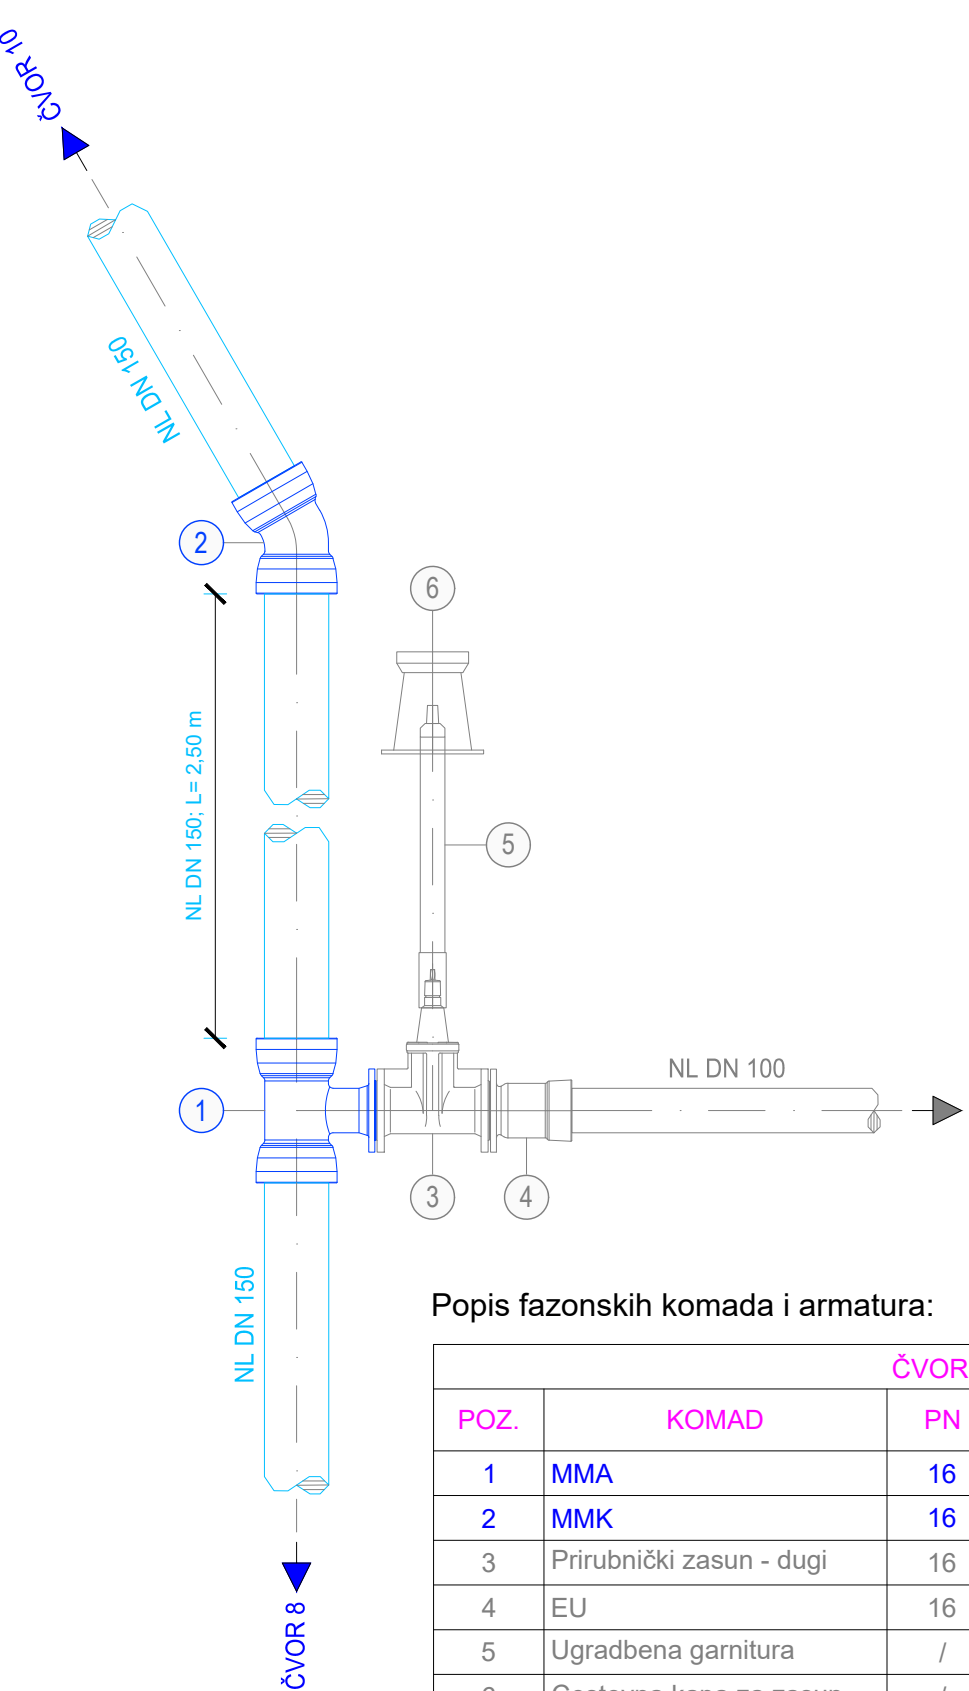 ČVOR 10
NL DN 150
2
6
NL DN 150; L= 2,50 m
5
NL DN 100
1
3
4
NL DN 150
ČVOR 8
Popis fazonskih komada i armatura:
ČVOR
POZ. KOMAD PN
1 MMA 16
2 MMK 16
3 Prirubnički zasun - dugi 16
4 EU 16
5 Ugradbena garnitura /